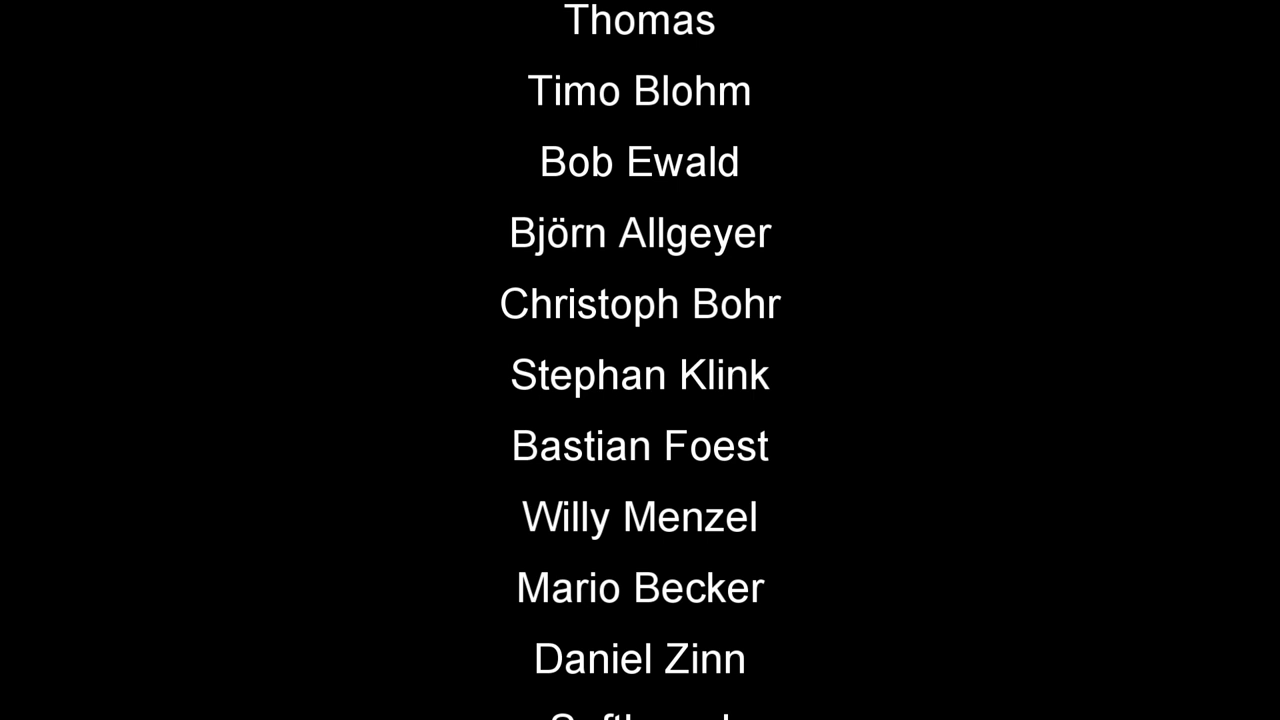 Thomas
Timo Blohm
Bob Ewald
Björn Allgeyer
Christoph Bohr
Stephan Klink
Bastian Foest
Willy Menzel
Mario Becker
Daniel Zinn